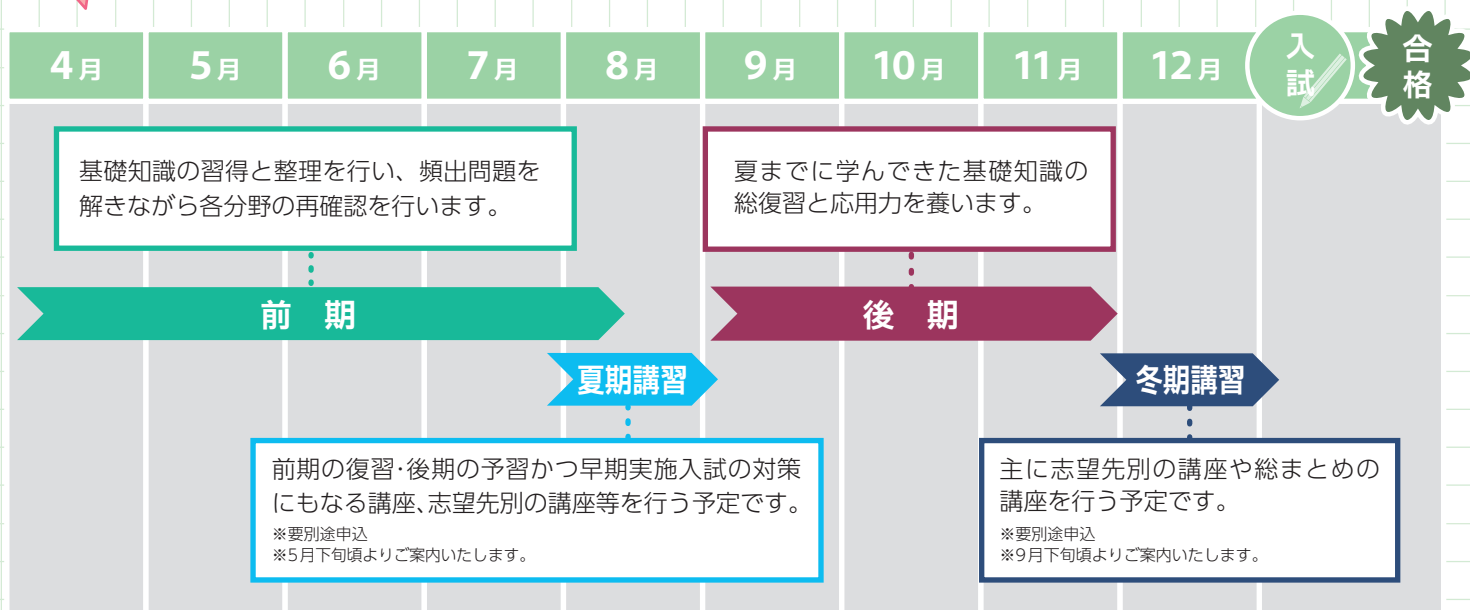 4月 5月 6月 7月 8月 9月 10月 11月 12月
入試
合格
基礎知識の習得と整理を行い、頻出問題を
解きながら各分野の再確認を行います。
夏までに学んできた基礎知識の
総復習と応用力を養います。
前 期
後 期
夏期講習
冬期講習
前期の復習・後期の予習かつ早期実施入試の対策
にもなる講座、志望先別の講座等を行う予定です。
※要別途申込
※5月下旬頃よりご案内いたします。
主に志望先別の講座や総まとめの
講座を行う予定です。
※要別途申込
※9月下旬頃よりご案内いたします。